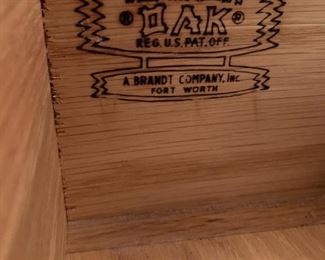 ® OAK ®
REG. U.S. PAT. OFF.
A BRANDT COMPANY, INC.
FORT WORTH